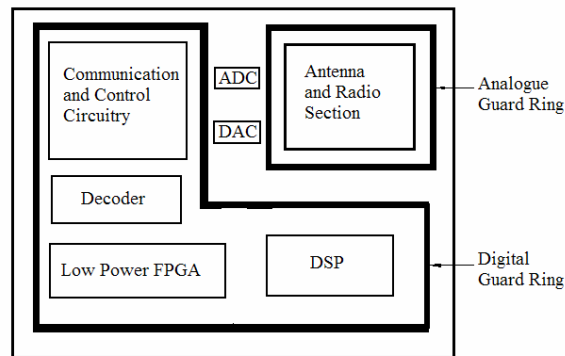 Communication
and Control
Circuitry
ADC
DAC
Antenna
and Radio
Section
Analogue
Guard Ring
Decoder
Low Power FPGA
DSP
Digital
Guard Ring